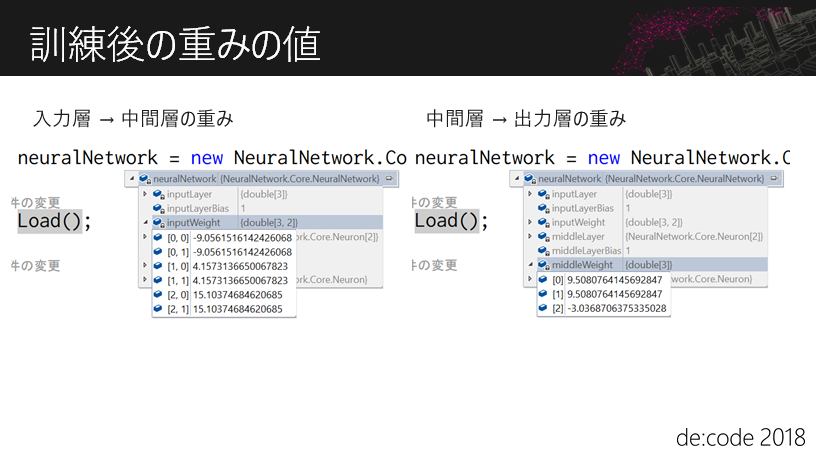 訓練後の重みの値
入力層 → 中間層の重み
neuralNetwork = new NeuralNetwork.Co
neuralNetwork {NeuralNetwork.Core.NeuralNetwork}
inputLayer {double[3]}
件の変更
inputLayerBias 1
Load();
inputWeight {double[3, 2]}
[0, 0] -9.0561516142426068
rk.Core.Neuron[2]}
[0, 1] -9.0561516142426068
件の変更
[1, 0] 4.1573136650067823
[1, 1] 4.1573136650067823
rk.Core.Neuron}
[2, 0] 15.10374684620685
[2, 1] 15.10374684620685
中間層 → 出力層の重み
neuralNetwork = new NeuralNetwork.C
neuralNetwork {NeuralNetwork.Core.NeuralNetwork}
inputLayer {double[3]}
件の変更
inputLayerBias 1
Load();
inputWeight {double[3, 2]}
middleLayer {NeuralNetwork.Core.Neuron[2]}
middleLayerBias 1
件の変更
middleWeight {double[3]}
[0] 9.5080764145692847
rk.Core.Neuron}
[1] 9.5080764145692847
[2] -3.0368706375335028
de:code 2018